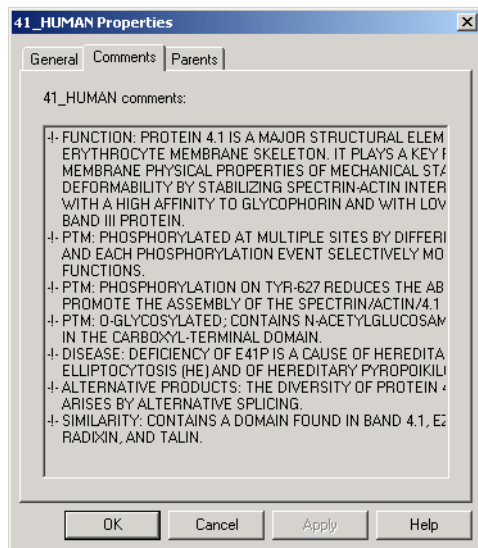 41_HUMAN Properties
General Comments Parents
41_HUMAN comments:
-!- FUNCTION: PROTEIN 4.1 IS A MAJOR STRUCTURAL ELEM
ERYTHROCYTE MEMBRANE SKELETON. IT PLAYS A KEY
MEMBRANE PHYSICAL PROPERTIES OF MECHANICAL STA
DEFORMABILITY BY STABILIZING SPECTRIN-ACTIN INTER
WITH A HIGH AFFINITY TO GLYCOPHORIN AND WITH LOW
BAND III PROTEIN.
-!- PTM: PHOSPHORYLATED AT MULTIPLE SITES BY DIFFERI
AND EACH PHOSPHORYLATION EVENT SELECTIVELY MO
FUNCTIONS.
-!- PTM: PHOSPHORYLATION ON TYR-627 REDUCES THE AB
PROMOTE THE ASSEMBLY OF THE SPECTRIN/ACTIN/4.1
-!- PTM: O-GLYCOSYLATED; CONTAINS N-ACETYLGLUCOSAM
IN THE CARBOXYL-TERMINAL DOMAIN.
-!- DISEASE: DEFICIENCY OF E41P IS A CAUSE OF HEREDITA
ELLIPTOCYTOSIS (HE) AND OF HEREDITARY PYROPOIKIL
-!- ALTERNATIVE PRODUCTS: THE DIVERSITY OF PROTEIN
ARISES BY ALTERNATIVE SPLICING.
-!- SIMILARITY: CONTAINS A DOMAIN FOUND IN BAND 4.1, EZ
RADIXIN, AND TALIN.
OK Cancel Apply Help